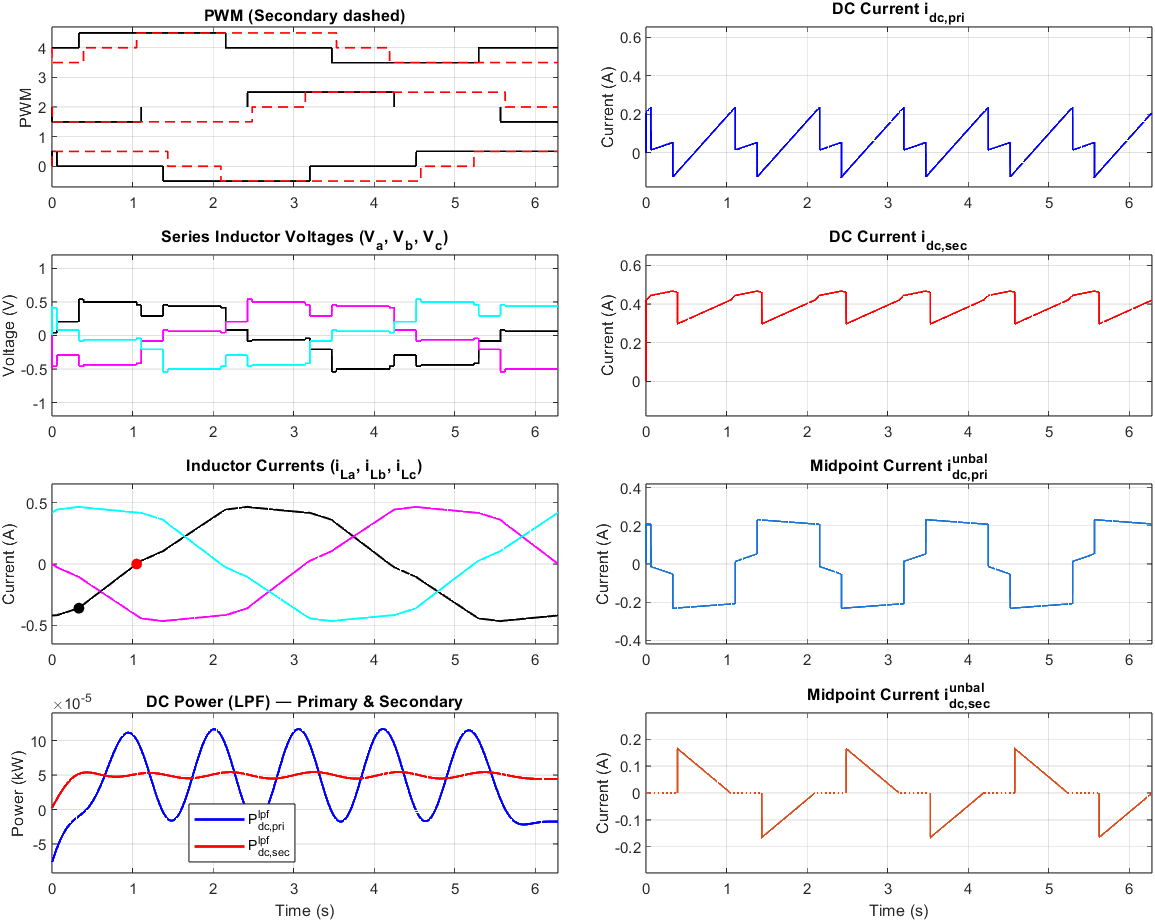 PWM (Secondary dashed)
PWM
4
3
2
1
0
0 1 2 3 4 5 6
DC Current i_dc,pri
Current (A)
0.6
0.4
0.2
0
0 1 2 3 4 5 6
Series Inductor Voltages (V_a, V_b, V_c)
Voltage (V)
1
0.5
0
-0.5
-1
0 1 2 3 4 5 6
DC Current i_dc,sec
Current (A)
0.6
0.4
0.2
0
0 1 2 3 4 5 6
Inductor Currents (i_La, i_Lb, i_Lc)
Current (A)
0.5
0
-0.5
0 1 2 3 4 5 6
Midpoint Current i^unbal_dc,pri
Current (A)
0.4
0.2
0
-0.2
-0.4
0 1 2 3 4 5 6
DC Power (LPF) — Primary & Secondary
×10^-5
Power (kW)
10
5
0
-5
P^lpf_dc,pri
P^lpf_dc,sec
0 1 2 3 4 5 6
Time (s)
Midpoint Current i^unbal_dc,sec
Current (A)
0.2
0.1
0
-0.1
-0.2
0 1 2 3 4 5 6
Time (s)